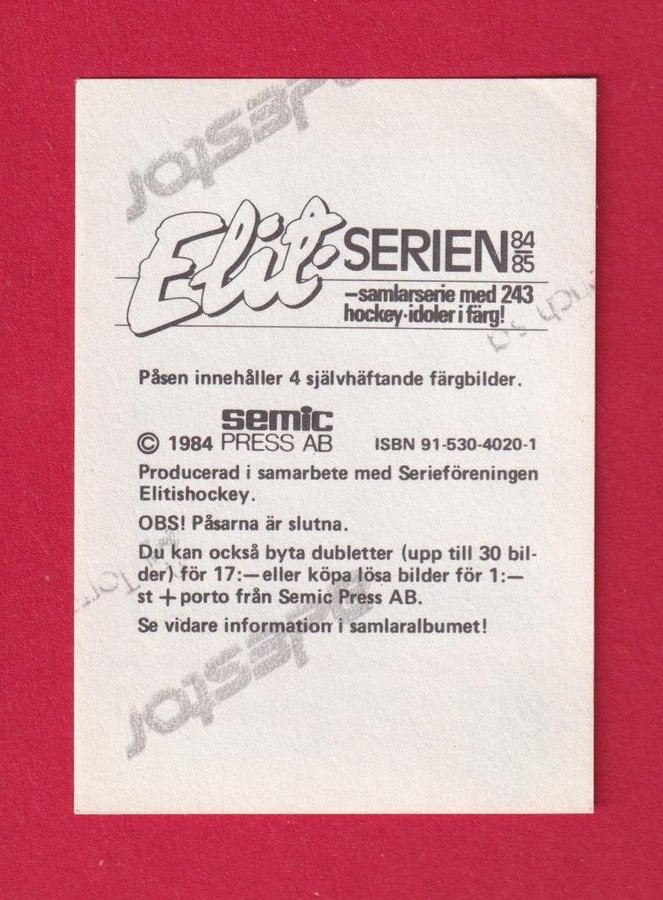 Elit-SERIEN 84
85
–samlarserie med 243
hockey-idoler i färg!
Påsen innehåller 4 självhäftande färgbilder.
semic
© 1984 PRESS AB ISBN 91-530-4020-1
Producerad i samarbete med Serieföreningen
Elitishockey.
OBS! Påsarna är slutna.
Du kan också byta dubletter (upp till 30 bil-
der) för 17:— eller köpa lösa bilder för 1:—
st + porto från Semic Press AB.
Se vidare information i samlaralbumet!